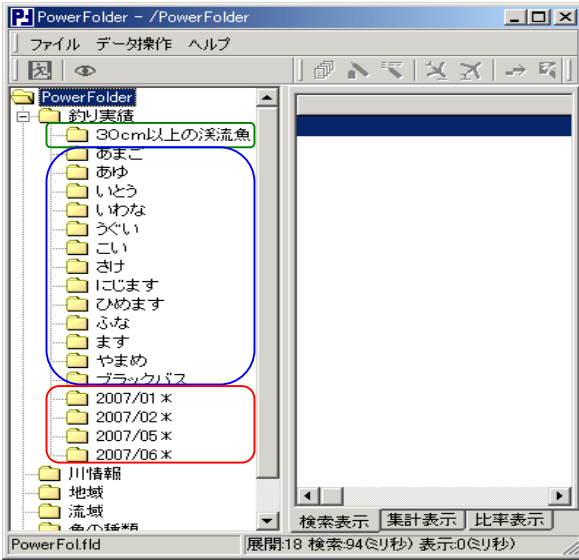 PowerFolder - /PowerFolder
ファイル データ操作 ヘルプ
PowerFolder
釣り実績
30cm以上の渓流魚
あまご
あゆ
いとう
いわな
うぐい
こい
さけ
にじます
ひめます
ふな
ます
やまめ
ブラックバス
2007/01*
2007/02*
2007/05*
2007/06*
川情報
地域
流域
魚の種類
検索表示 集計表示 比率表示
PowerFol.fld 展開:18 検索:94(ミリ秒) 表示:0(ミリ秒)